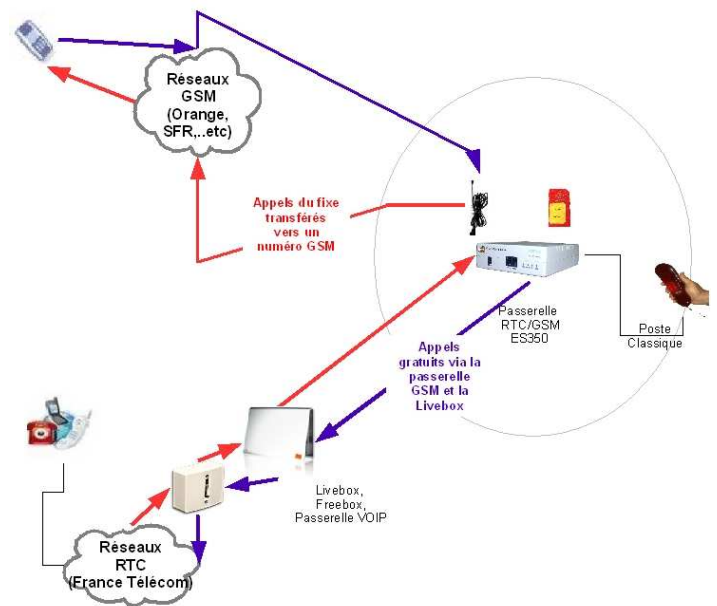 Réseaux
GSM
(Orange,
SFR,..etc)
Appels du fixe
transférés
vers un
numéro GSM
Passerelle
RTC/GSM
ES350
Poste
Classique
Appels
gratuits via la
passerelle
GSM et la
Livebox
Livebox,
Freebox,
Passerelle VOIP
Réseaux
RTC
(France Télécom)